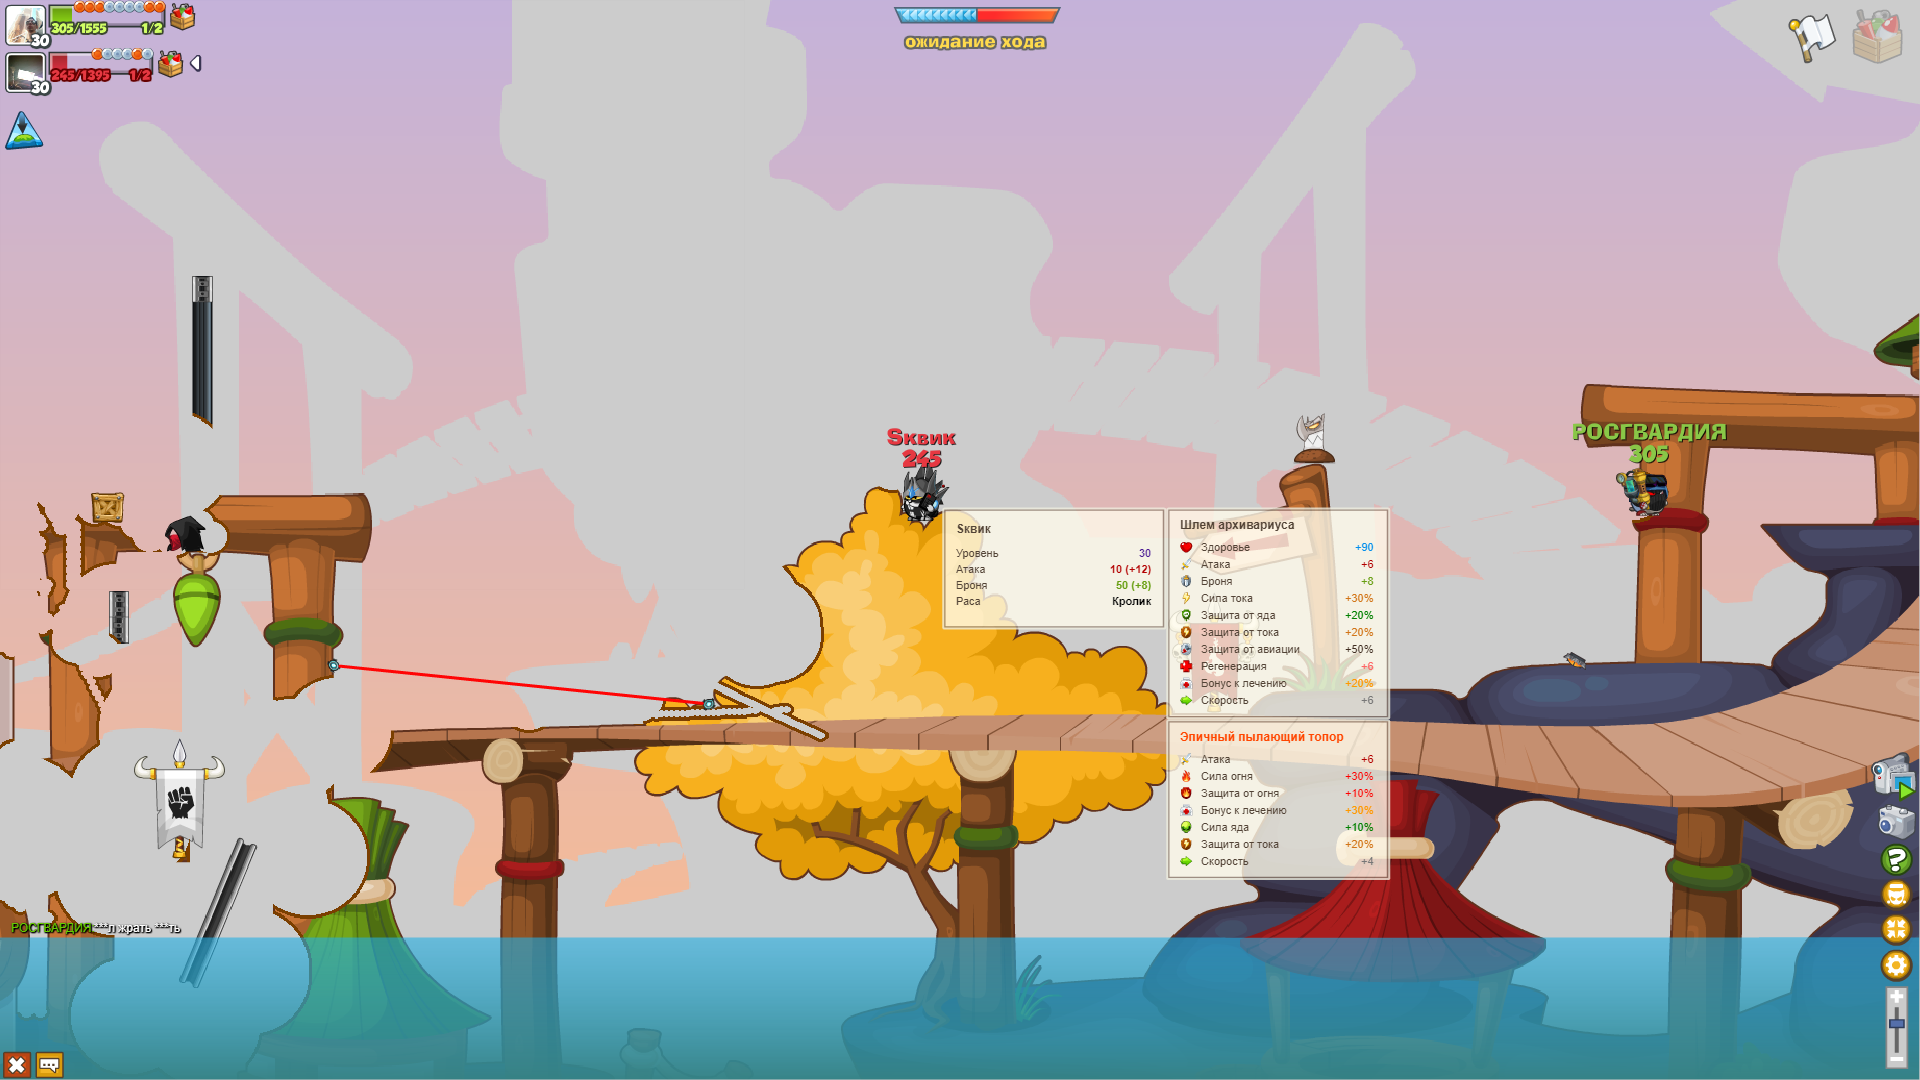 305/1555
1/2
30
245/1395
1/2
30
ожидание хода
Sквик
245
РОСГВАРДИЯ
305
Sквик
Уровень 30
Атака 10 (+12)
Броня 50 (+8)
Раса Кролик
Шлем архивариуса
Здоровье +90
Атака +6
Броня +8
Сила тока +30%
Защита от яда +20%
Защита от тока +20%
Защита от авиации +50%
Регенерация +6
Бонус к лечению +20%
Скорость +6
Эпичный пылающий топор
Атака +6
Сила огня +30%
Защита от огня +10%
Бонус к лечению +30%
Сила яда +10%
Защита от тока +20%
Скорость +4
РОСГВАРДИЯ ***л жрать ***ть